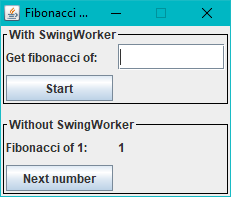 Fibonacci ...
With SwingWorker
Get fibonacci of:
Start
Without SwingWorker
Fibonacci of 1: 1
Next number